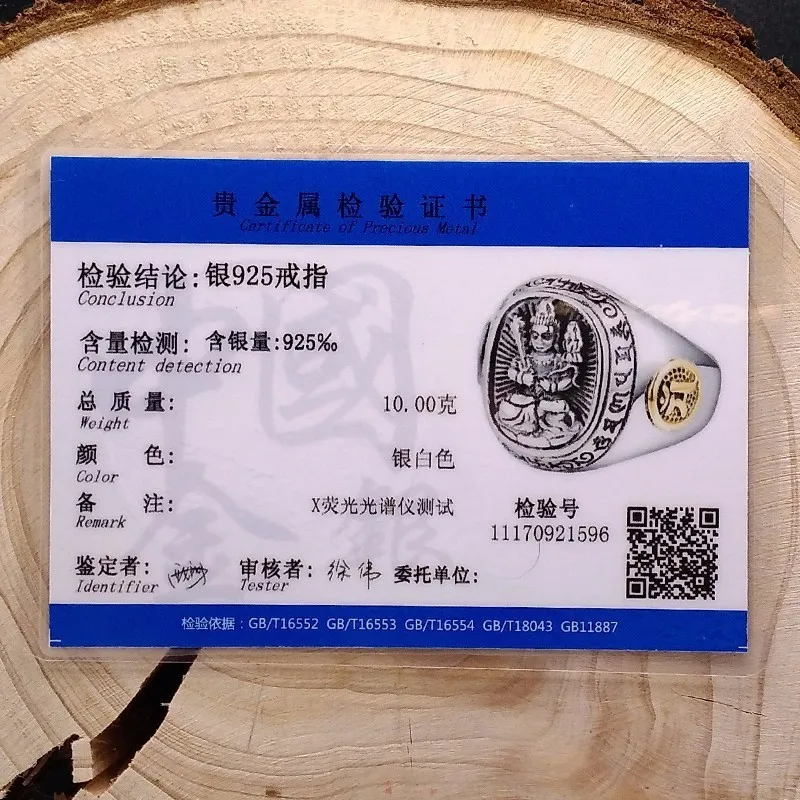 贵金属检验证书
Certificate of Precious Metal
检验结论: 银925戒指
Conclusion
含量检测: 含银量:925‰
Content detection
总质量: 10.00克
Weight
颜色: 银白色
Color
备注: X荧光光谱仪测试
Remark
检验号
11170921596
鉴定者: 审核者: 徐伟 委托单位:
Identifier Tester
检验依据：GB/T16552 GB/T16553 GB/T16554 GB/T18043 GB11887